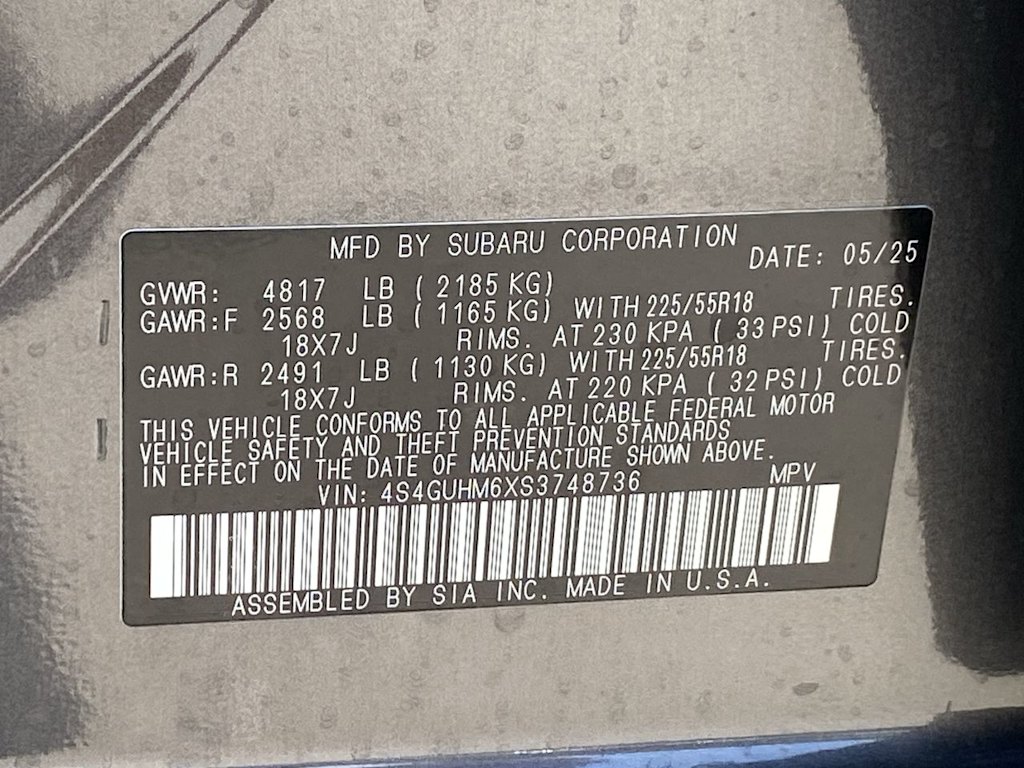 MFD BY SUBARU CORPORATION DATE: 05/25
GVWR: 4817 LB ( 2185 KG)
GAWR:F 2568 LB ( 1165 KG) WITH 225/55R18 TIRES.
18X7J RIMS. AT 230 KPA ( 33 PSI) COLD
GAWR:R 2491 LB ( 1130 KG) WITH 225/55R18 TIRES.
18X7J RIMS. AT 220 KPA ( 32 PSI) COLD
THIS VEHICLE CONFORMS TO ALL APPLICABLE FEDERAL MOTOR
VEHICLE SAFETY AND THEFT PREVENTION STANDARDS
IN EFFECT ON THE DATE OF MANUFACTURE SHOWN ABOVE.
VIN: 4S4GUHM6XS3748736 MPV
ASSEMBLED BY SIA INC. MADE IN U.S.A.